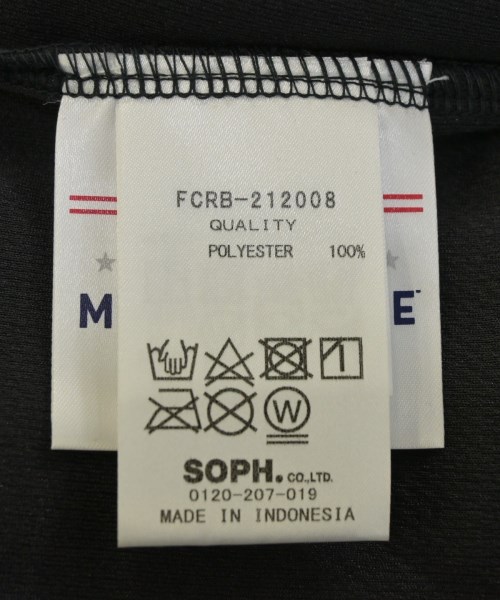 FCRB-212008
QUALITY
POLYESTER 100%
M E
W
SOPH. CO.,LTD.
0120-207-019
MADE IN INDONESIA